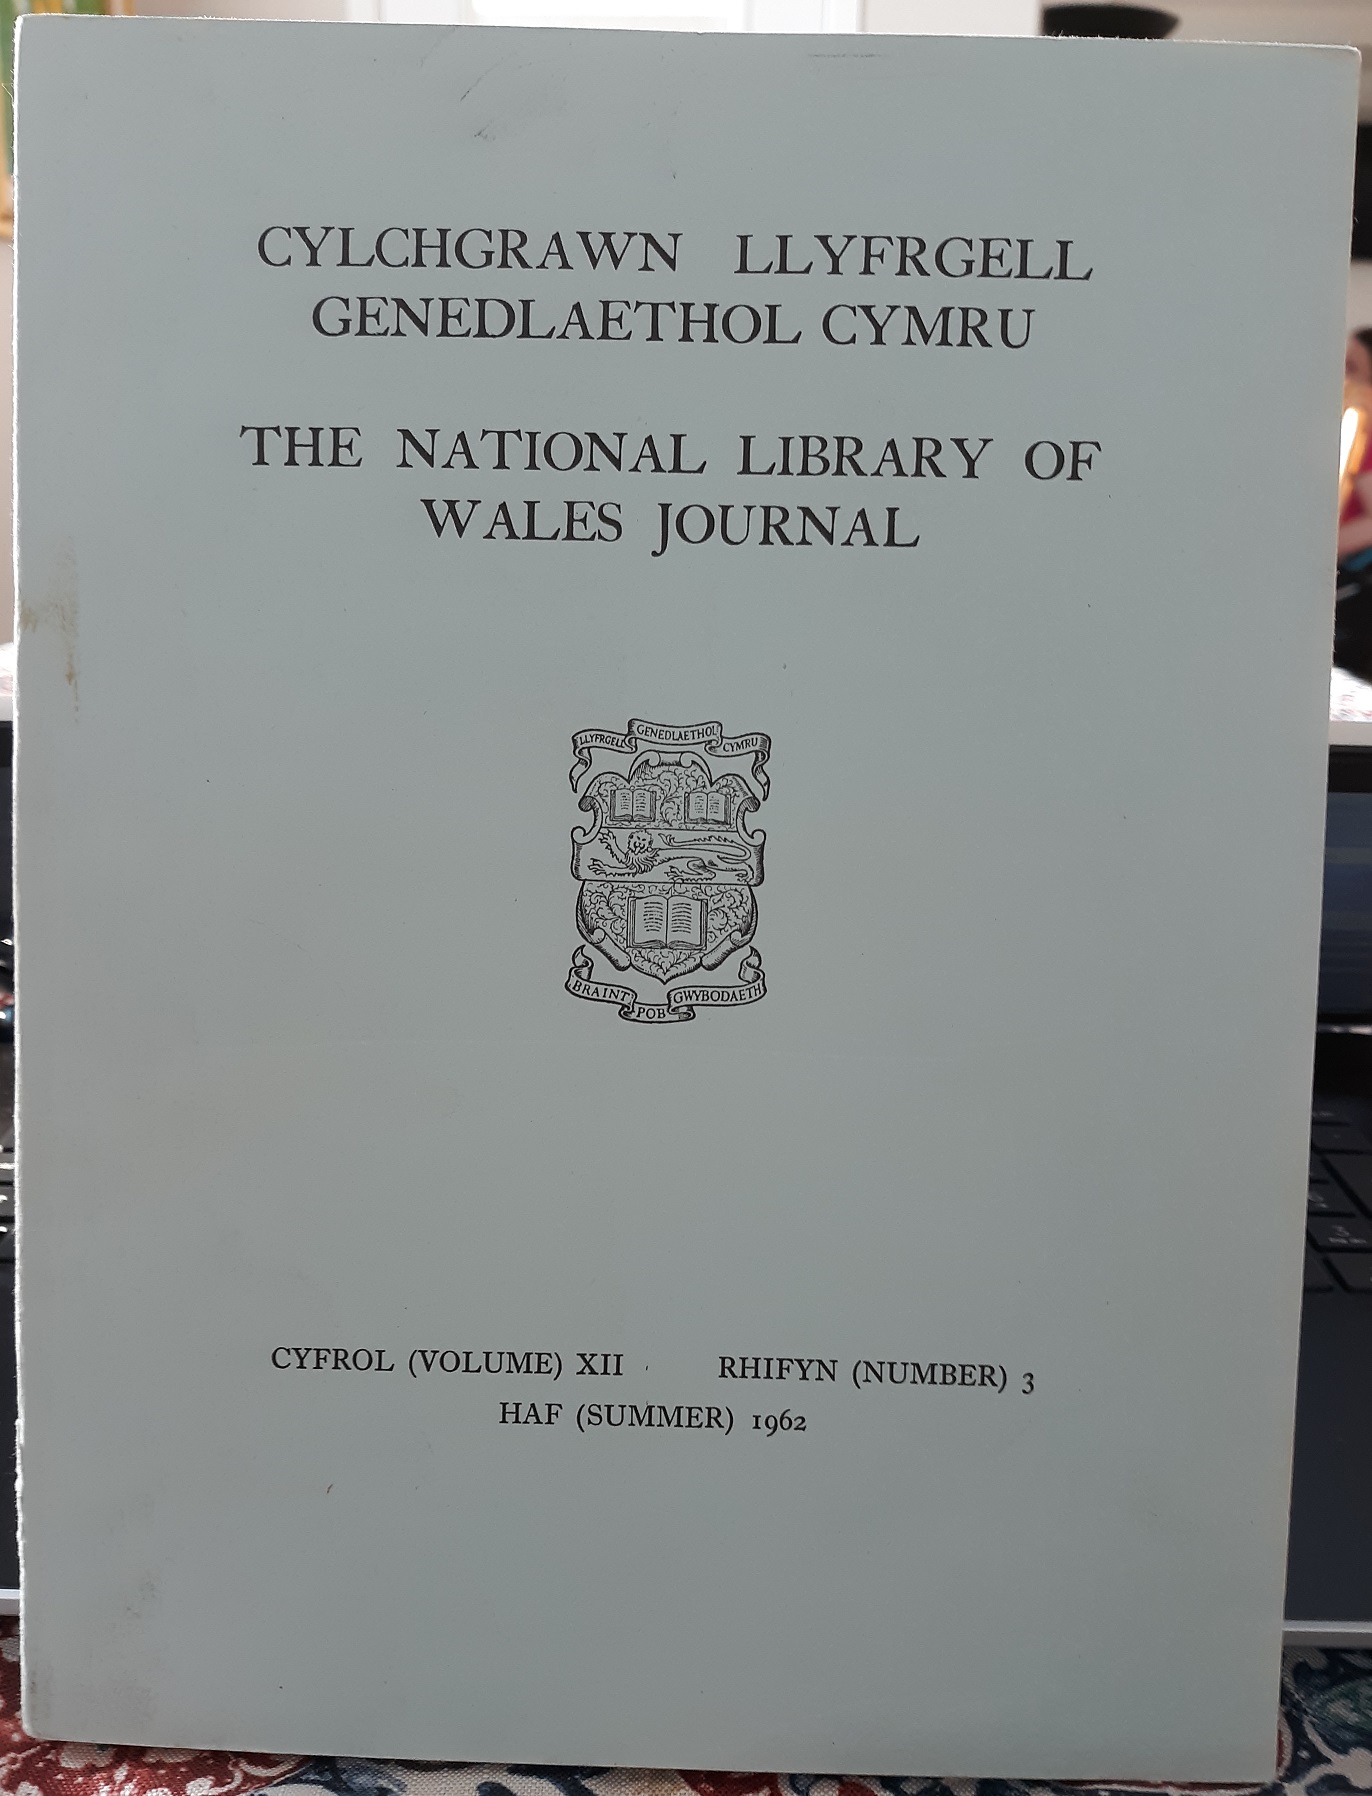 CYLCHGRAWN LLYFRGELL
GENEDLAETHOL CYMRU
THE NATIONAL LIBRARY OF
WALES JOURNAL
LLYFRGELL GENEDLAETHOL CYMRU
BRAINT POB GWYBODAETH
CYFROL (VOLUME) XII RHIFYN (NUMBER) 3
HAF (SUMMER) 1962